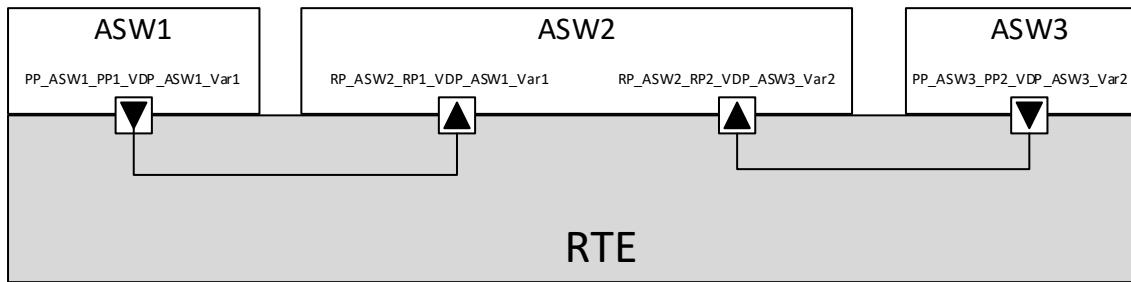 ASW1
ASW2
ASW3
PP_ASW1_PP1_VDP_ASW1_Var1
RP_ASW2_RP1_VDP_ASW1_Var1
RP_ASW2_RP2_VDP_ASW3_Var2
PP_ASW3_PP2_VDP_ASW3_Var2
RTE